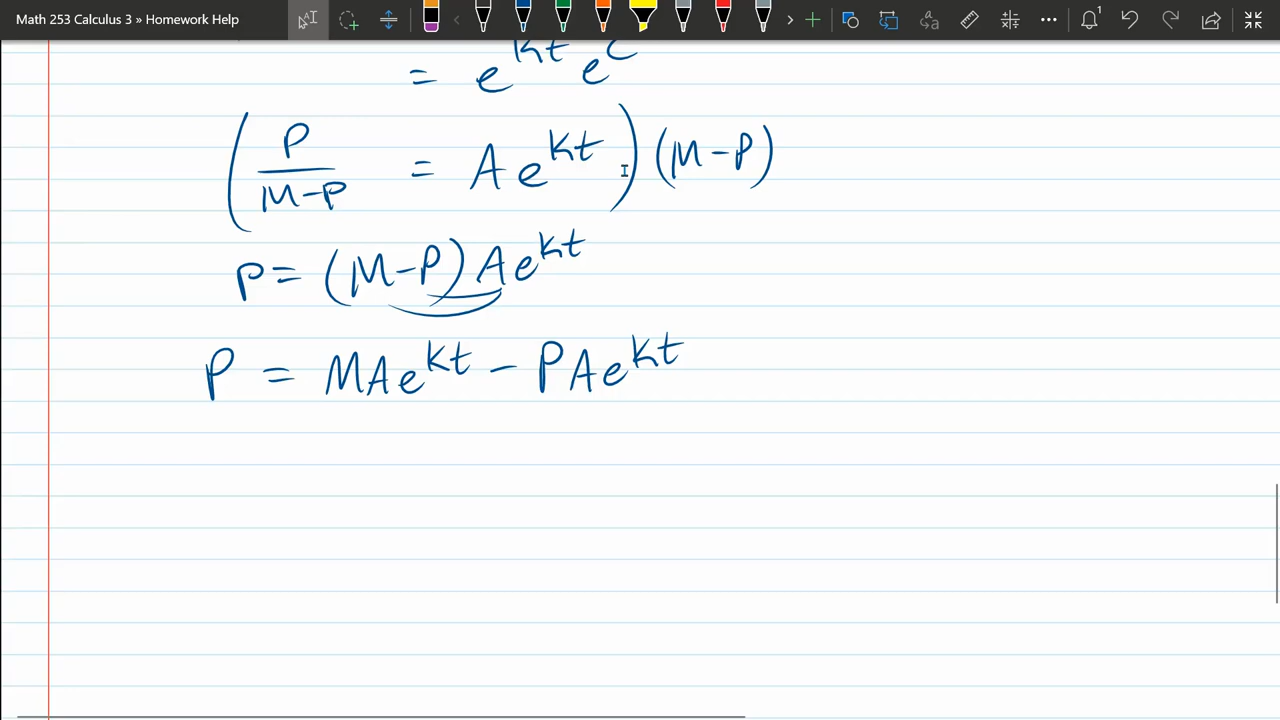 Math 253 Calculus 3 » Homework Help
= e^{kt} e^{c}
(P/(M-P) = Ae^{kt}) (M-P)
P = (M-P) Ae^{kt}
P = MAe^{kt} - PAe^{kt}